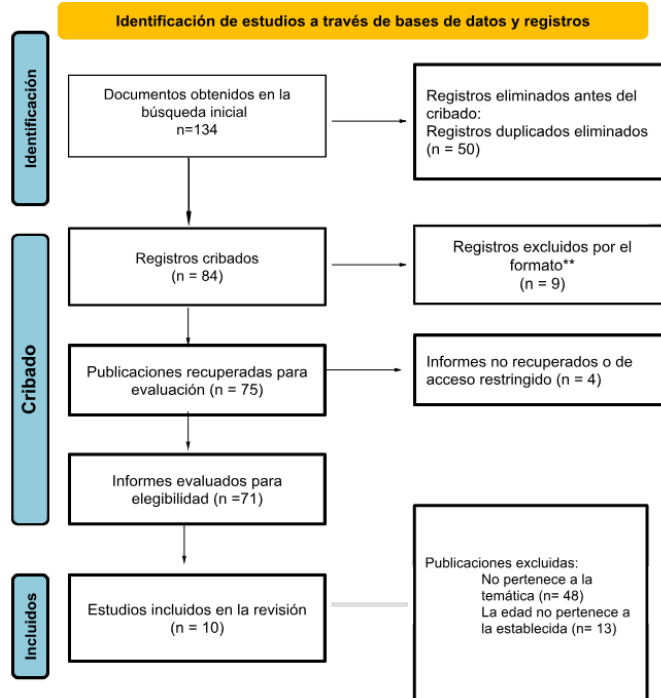 Identificación de estudios a través de bases de datos y registros
Identificación
Documentos obtenidos en la
búsqueda inicial
n=134
Registros eliminados antes del
cribado:
Registros duplicados eliminados
(n = 50)
Cribado
Registros cribados
(n = 84)
Registros excluidos por el
formato**
(n = 9)
Publicaciones recuperadas para
evaluación (n = 75)
Informes no recuperados o de
acceso restringido (n = 4)
Informes evaluados para
elegibilidad (n =71)
Incluidos
Estudios incluidos en la revisión
(n = 10)
Publicaciones excluidas:
No pertenece a la
temática (n= 48)
La edad no pertenece a
la establecida (n= 13)